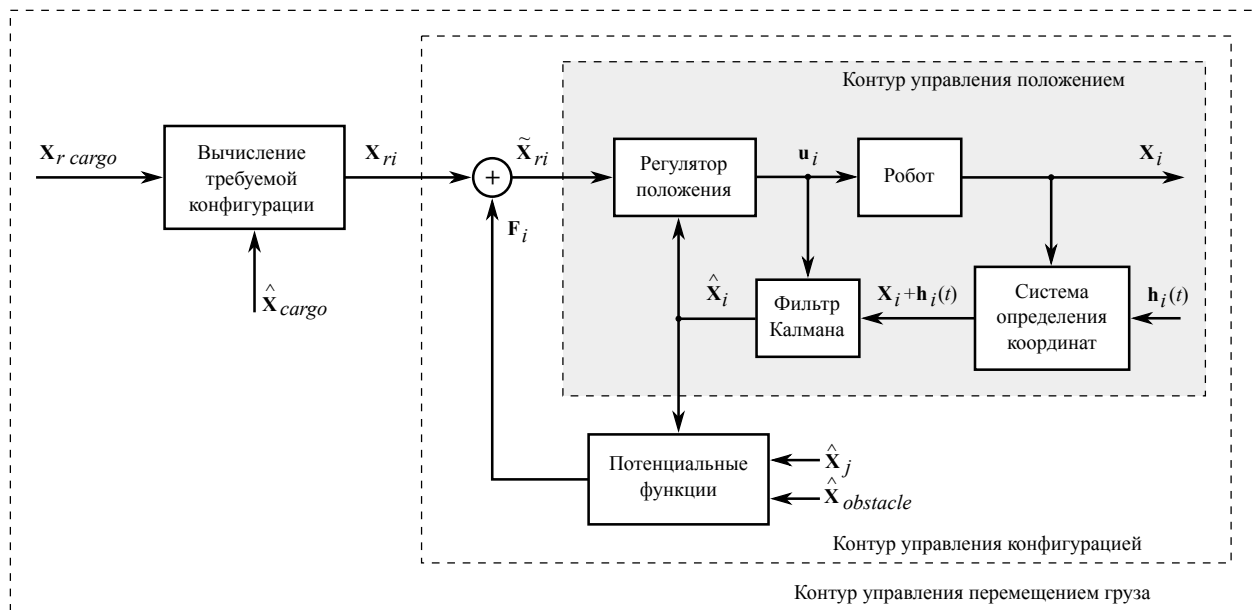 Контур управления положением
X_r cargo
Вычисление
требуемой
конфигурации
X_ri
X̃_ri
+
F_i
Регулятор
положения
u_i
Робот
X_i
X̂_cargo
X̂_i
Фильтр
Калмана
X_i+h_i(t)
Система
определения
координат
h_i(t)
Потенциальные
функции
X̂_j
X̂_obstacle
Контур управления конфигурацией
Контур управления перемещением груза